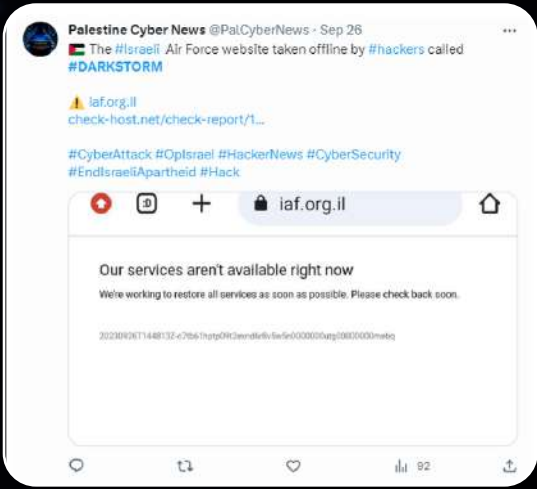 Palestine Cyber News @PalCyberNews · Sep 26
The #Israeli Air Force website taken offline by #hackers called
#DARKSTORM
iaf.org.il
check-host.net/check-report/1...
#CyberAttack #OpIsrael #HackerNews #CyberSecurity
#EndIsraeliApartheid #Hack
:D
iaf.org.il
Our services aren't available right now
We're working to restore all services as soon as possible. Please check back soon.
92